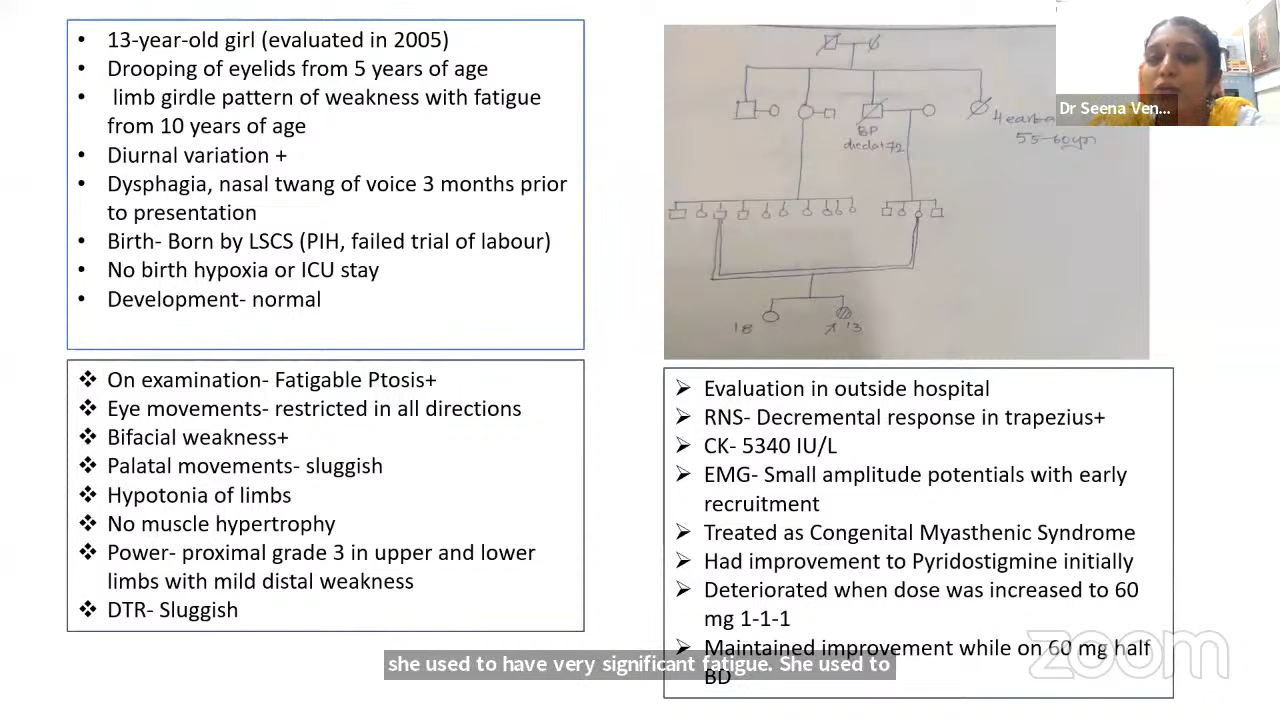 13-year-old girl (evaluated in 2005)
Drooping of eyelids from 5 years of age
limb girdle pattern of weakness with fatigue
from 10 years of age
Diurnal variation +
Dysphagia, nasal twang of voice 3 months prior
to presentation
Birth- Born by LSCS (PIH, failed trial of labour)
No birth hypoxia or ICU stay
Development- normal
On examination- Fatigable Ptosis+
Eye movements- restricted in all directions
Bifacial weakness+
Palatal movements- sluggish
Hypotonia of limbs
No muscle hypertrophy
Power- proximal grade 3 in upper and lower
limbs with mild distal weakness
DTR- Sluggish
BP
died at 72
55-60yrs
18
13
Dr Seena Ven...
Evaluation in outside hospital
RNS- Decremental response in trapezius+
CK- 5340 IU/L
EMG- Small amplitude potentials with early
recruitment
Treated as Congenital Myasthenic Syndrome
Had improvement to Pyridostigmine initially
Deteriorated when dose was increased to 60
mg 1-1-1
Maintained improvement while on 60 mg half
BD
she used to have very significant fatigue. She used to
zoom